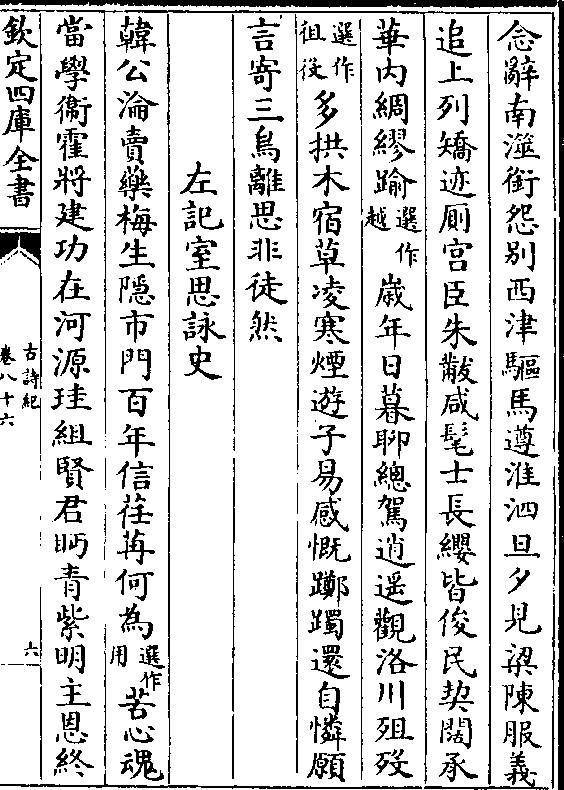 念辭南澨銜怨别西津驅馬遵淮泗旦夕見梁陳服義
追上列矯迹厠宫臣朱黻咸髦士長纓皆俊民契闊承
華内綢繆踰選作越歲年日暮聊總駕逍遥觀洛川殂殁
選作徂役多拱木宿草凌寒煙遊子易感慨躑躅還自憐願
言寄三鳥離思非徒然
左記室思詠史
韓公淪賣藥梅生隱市門百年信荏苒何為選作用苦心魂
當學衞霍將建功在河源珪組賢君眄青紫明主恩終
欽定四庫全書
古詩紀
卷八十六
六